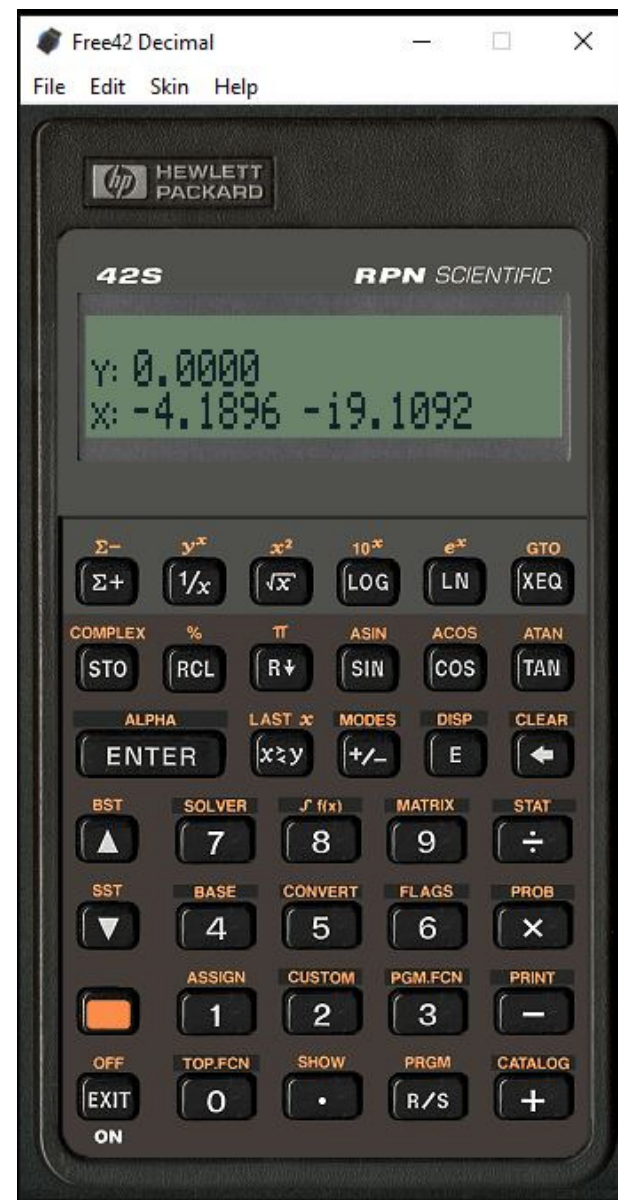 Free42 Decimal
File Edit Skin Help
hp HEWLETT
PACKARD
42S RPN SCIENTIFIC
Y: 0.0000
X: -4.1896 -i9.1092
Σ− yˣ x² 10ˣ eˣ GTO
Σ+ 1/x √x LOG LN XEQ
COMPLEX % π ASIN ACOS ATAN
STO RCL R↓ SIN COS TAN
ALPHA LAST x MODES DISP CLEAR
ENTER x≷y +/− E ←
BST SOLVER ∫f(x) MATRIX STAT
▲ 7 8 9 ÷
SST BASE CONVERT FLAGS PROB
▼ 4 5 6 ×
ASSIGN CUSTOM PGM.FCN PRINT
1 2 3 −
OFF TOP.FCN SHOW PRGM CATALOG
EXIT 0 · R/S +
ON